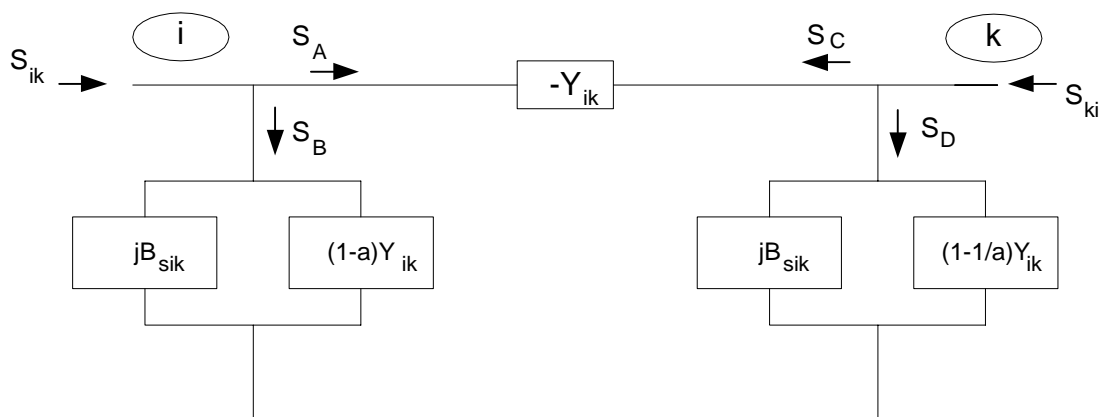 i
k
S_A
S_C
S_ik
-Y_ik
S_ki
S_B
S_D
jB_sik
(1-a)Y_ik
jB_sik
(1-1/a)Y_ik